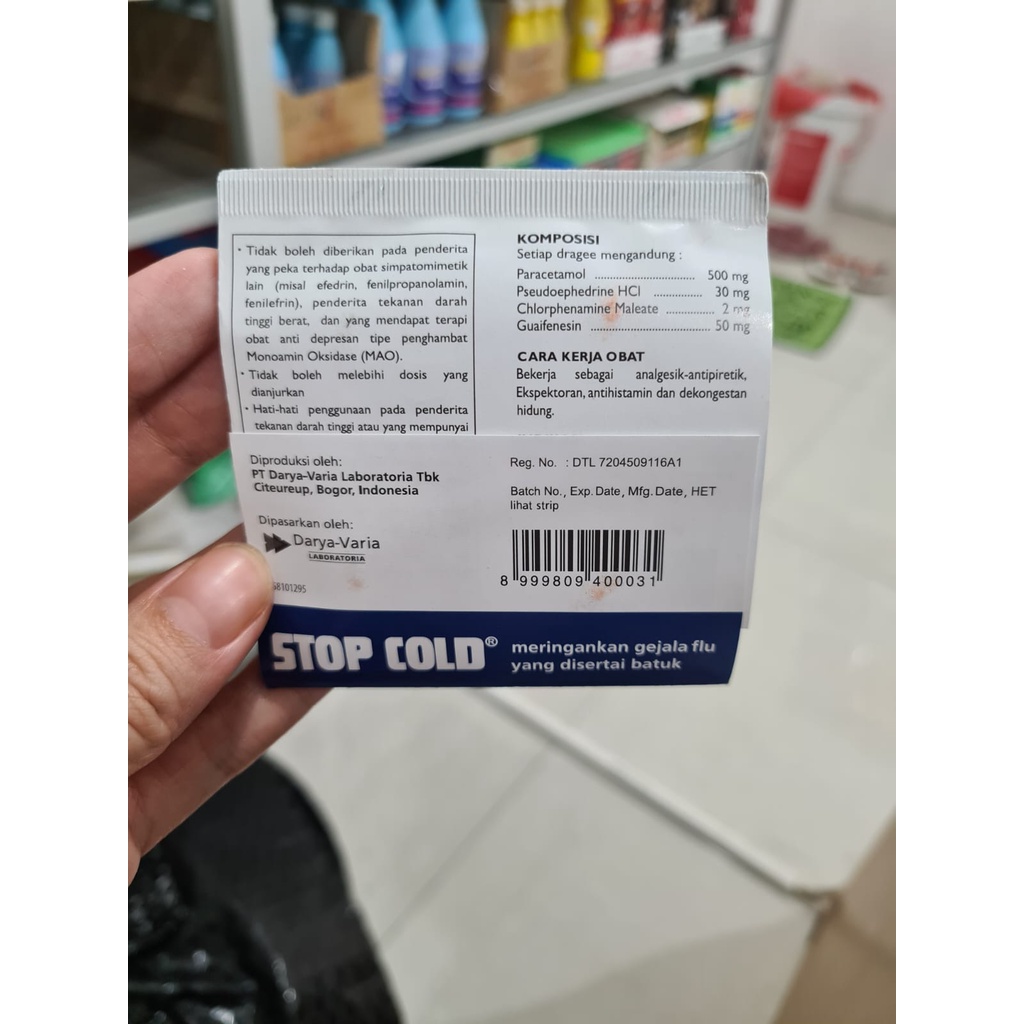 • Tidak boleh diberikan pada penderita
yang peka terhadap obat simpatomimetik
lain (misal efedrin, fenilpropanolamin,
fenilefrin), penderita tekanan darah
tinggi berat, dan yang mendapat terapi
obat anti depresan tipe penghambat
Monoamin Oksidase (MAO).
• Tidak boleh melebihi dosis yang
dianjurkan
• Hati-hati penggunaan pada penderita
tekanan darah tinggi atau yang mempunyai
KOMPOSISI
Setiap dragee mengandung :
Paracetamol .............................. 500 mg
Pseudoephedrine HCl ............... 30 mg
Chlorphenamine Maleate ............... 2 mg
Guaifenesin ..................................... 50 mg
CARA KERJA OBAT
Bekerja sebagai analgesik-antipiretik,
Ekspektoran, antihistamin dan dekongestan
hidung.
Diproduksi oleh:
PT Darya-Varia Laboratoria Tbk
Citeureup, Bogor, Indonesia
Dipasarkan oleh:
Darya-Varia
LABORATORIA
68101295
Reg. No. : DTL 7204509116A1
Batch No., Exp. Date, Mfg. Date, HET
lihat strip
8 999809 400031
STOP COLD®
meringankan gejala flu
yang disertai batuk